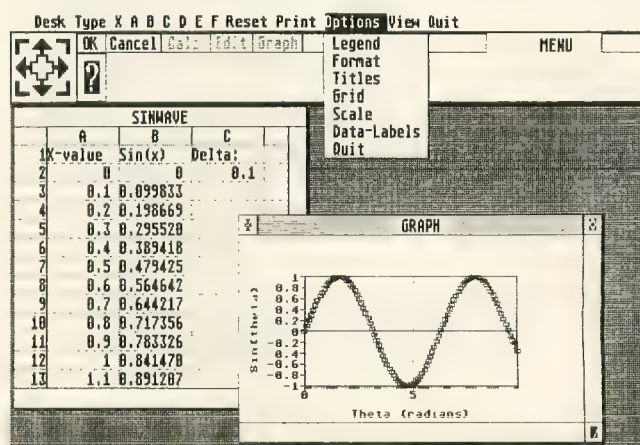 Desk Type X A B C D E F Reset Print Options View Quit
OK Cancel Calc Edit Graph
MENU
?
Legend
Format
Titles
Grid
Scale
Data-Labels
Quit
SINWAVE
A B C
1 X-value Sin(x) Delta:
2 0 0 0.1
3 0.1 0.099833
4 0.2 0.198669
5 0.3 0.295520
6 0.4 0.389418
7 0.5 0.479425
8 0.6 0.564642
9 0.7 0.644217
10 0.8 0.717356
11 0.9 0.783326
12 1 0.841470
13 1.1 0.891207
GRAPH
Sin(theta)
1
0.8
0.6
0.4
0.2
0
-0.2
-0.4
-0.6
-0.8
-1
0 5
Theta (radians)